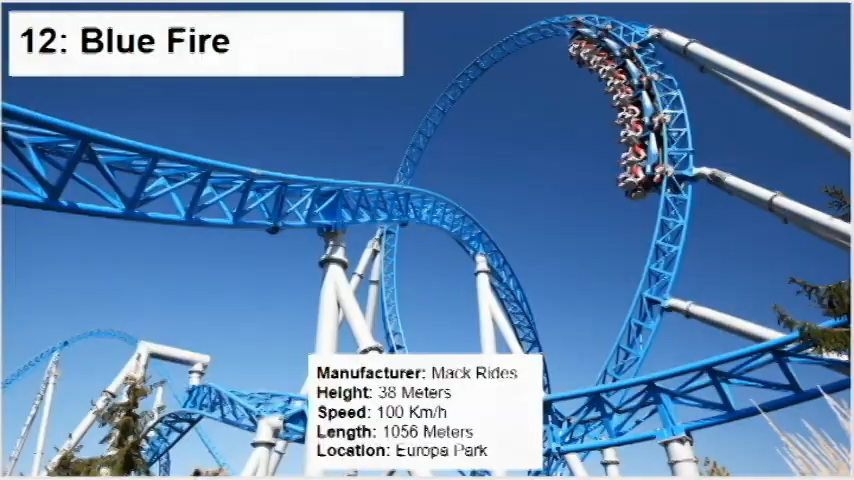 12: Blue Fire
Manufacturer: Mack Rides
Height: 38 Meters
Speed: 100 Km/h
Length: 1056 Meters
Location: Europa Park